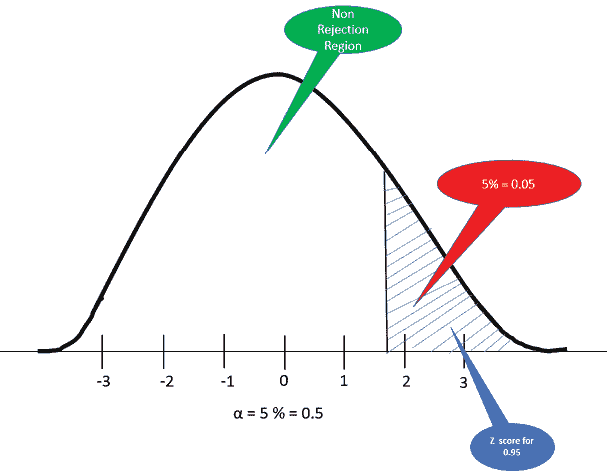 Non
Rejection
Region
5% = 0.05
-3 -2 -1 0 1 2 3
α = 5 % = 0.5
Z score for
0.95